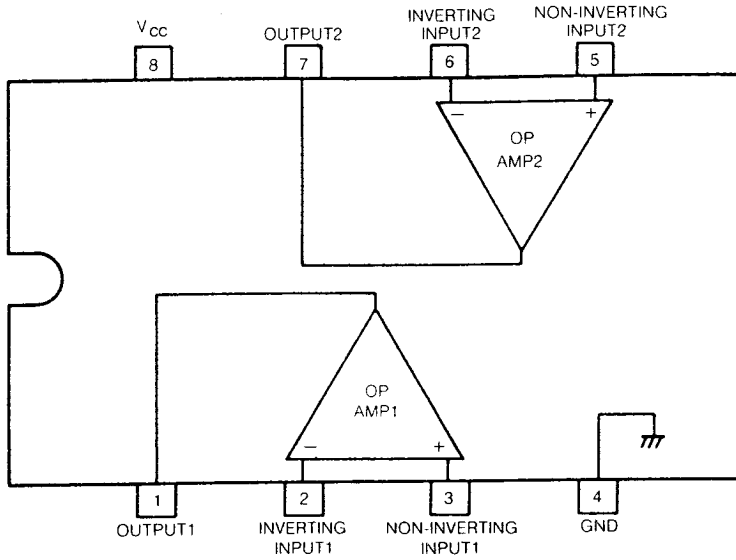 VCC
OUTPUT2
INVERTING
INPUT2
NON-INVERTING
INPUT2
8
7
6
5
−
+
OP
AMP2
OP
AMP1
−
+
1
2
3
4
OUTPUT1
INVERTING
INPUT1
NON-INVERTING
INPUT1
GND